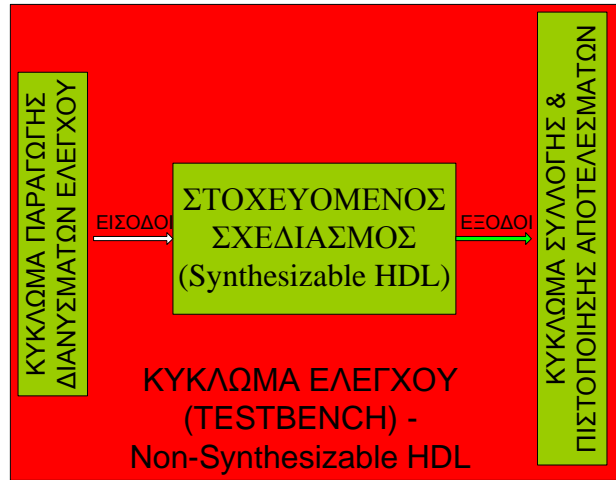 ΚΥΚΛΩΜΑ ΠΑΡΑΓΩΓΗΣ
ΔΙΑΝΥΣΜΑΤΩΝ ΕΛΕΓΧΟΥ
ΕΙΣΟΔΟΙ
ΣΤΟΧΕΥΟΜΕΝΟΣ
ΣΧΕΔΙΑΣΜΟΣ
(Synthesizable HDL)
ΕΞΟΔΟΙ
ΚΥΚΛΩΜΑ ΣΥΛΛΟΓΗΣ &
ΠΙΣΤΟΠΟΙΗΣΗΣ ΑΠΟΤΕΛΕΣΜΑΤΩΝ
ΚΥΚΛΩΜΑ ΕΛΕΓΧΟΥ
(TESTBENCH) -
Non-Synthesizable HDL